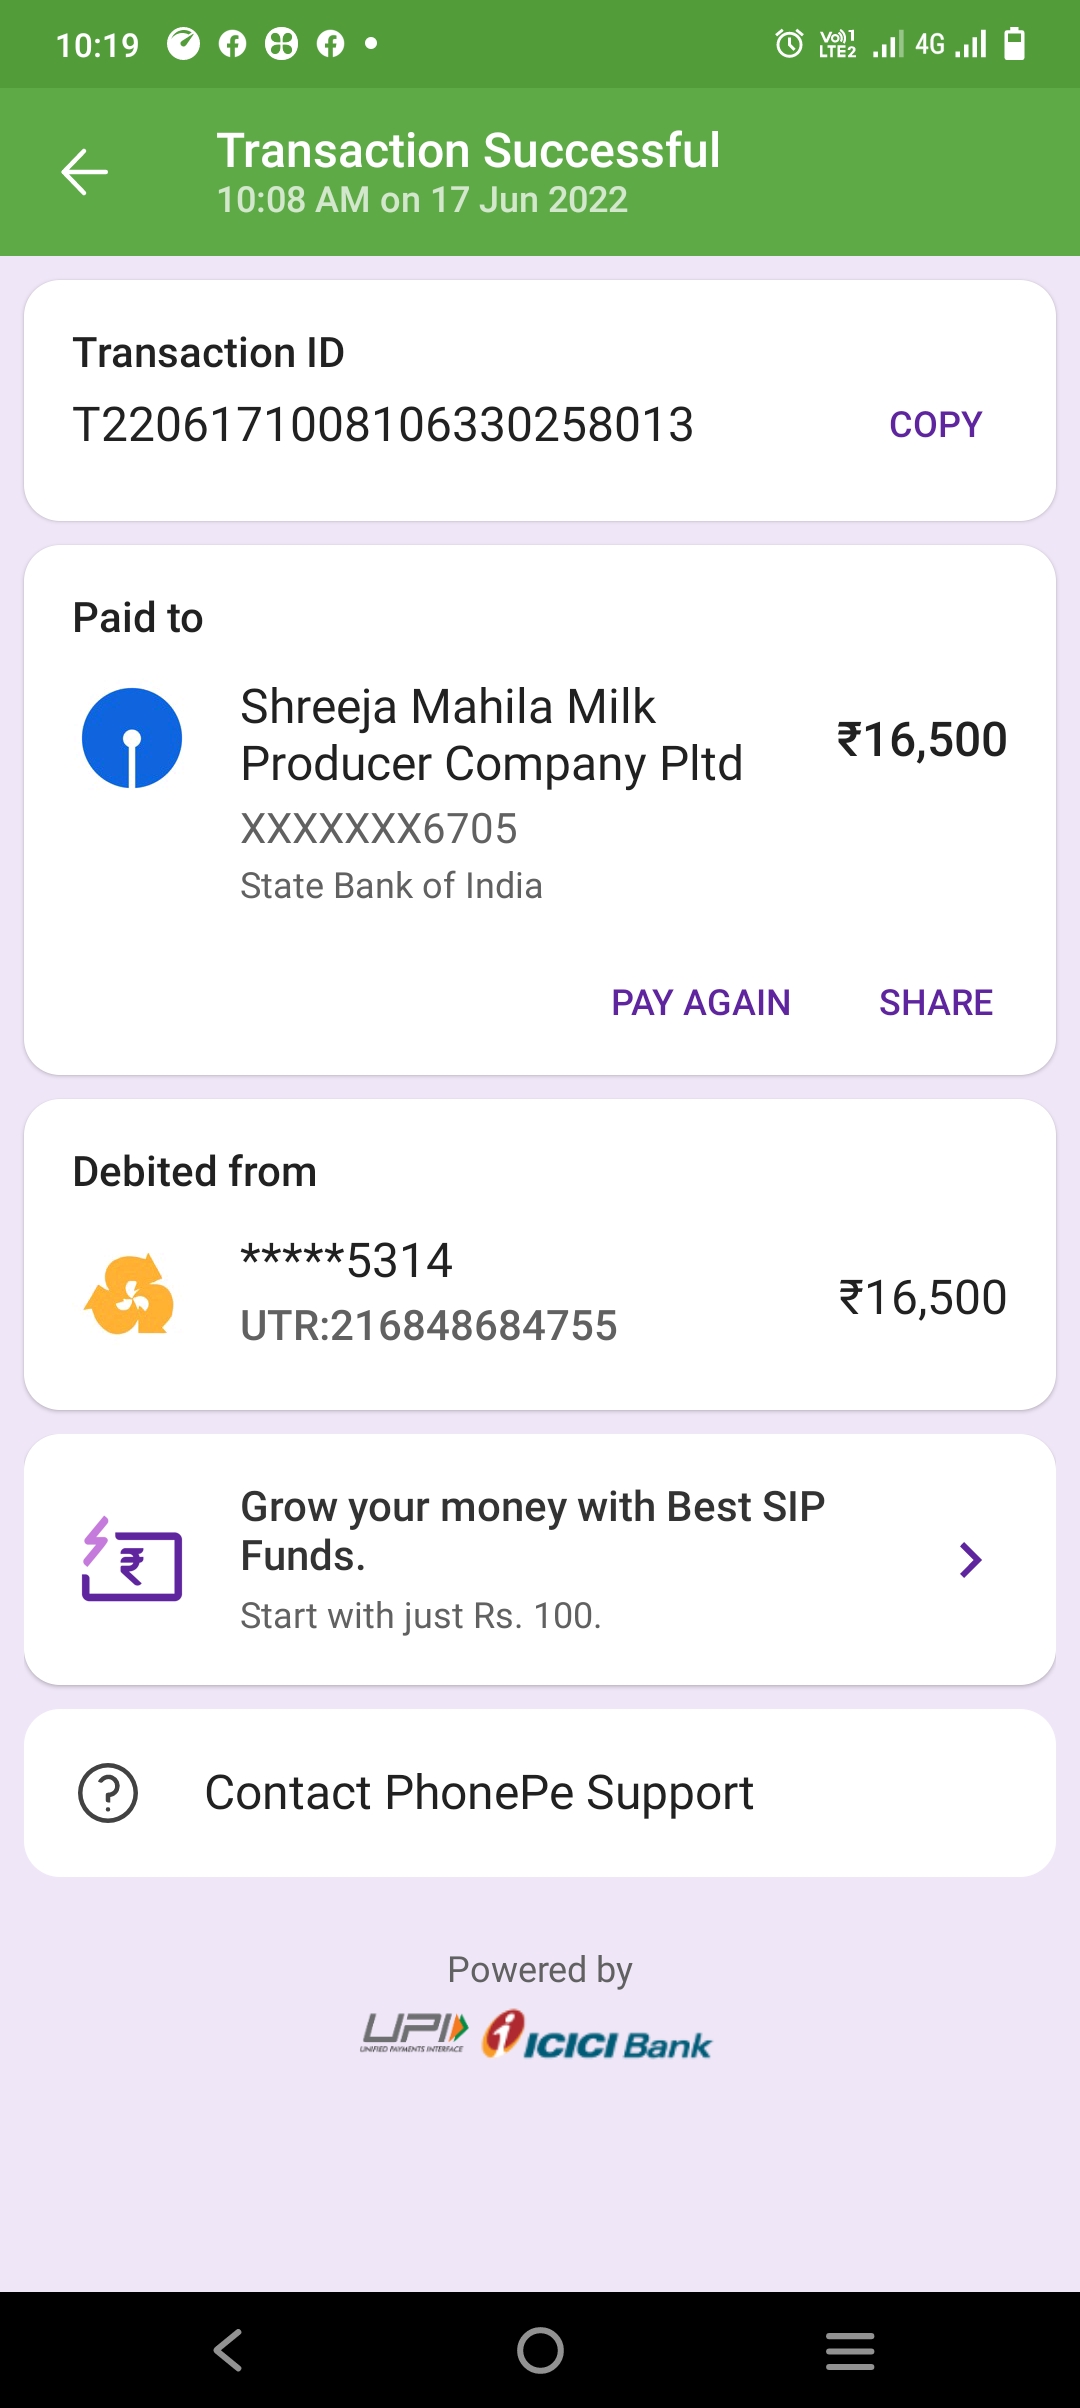 10:19
Vo))1
LTE2
4G
Transaction Successful
10:08 AM on 17 Jun 2022
Transaction ID
T2206171008106330258013
COPY
Paid to
Shreeja Mahila Milk
Producer Company Pltd
₹16,500
XXXXXXX6705
State Bank of India
PAY AGAIN
SHARE
Debited from
*****5314
₹16,500
UTR:216848684755
Grow your money with Best SIP
Funds.
Start with just Rs. 100.
Contact PhonePe Support
Powered by
UPI
UNIFIED PAYMENTS INTERFACE
ICICI Bank